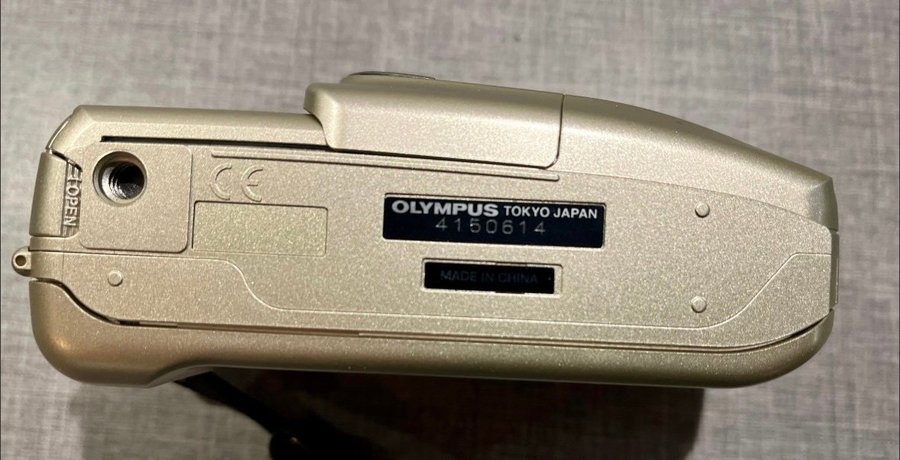 OPEN
CE
OLYMPUS TOKYO JAPAN
4150614
MADE IN CHINA